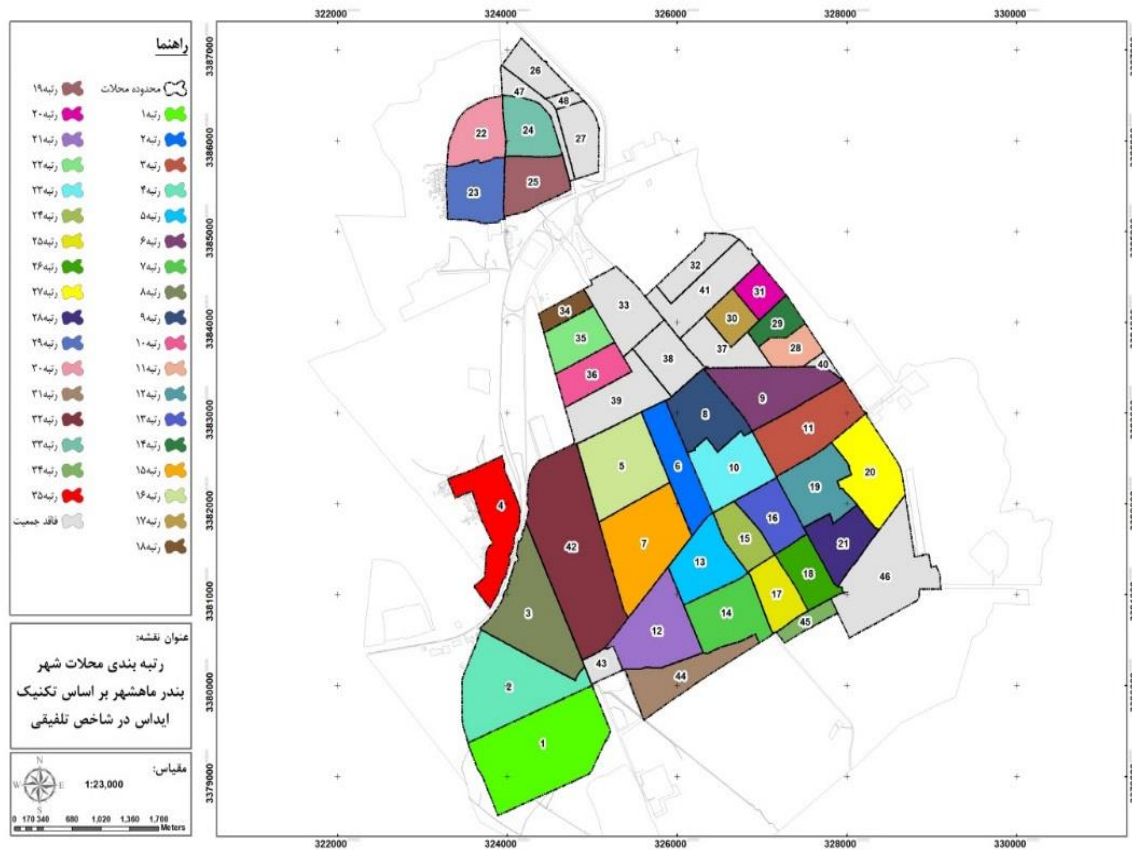 راهنما
محدوده محلات
رتبه۱
رتبه۲
رتبه۳
رتبه۴
رتبه۵
رتبه۶
رتبه۷
رتبه۸
رتبه۹
رتبه۱۰
رتبه۱۱
رتبه۱۲
رتبه۱۳
رتبه۱۴
رتبه۱۵
رتبه۱۶
رتبه۱۷
رتبه۱۸
رتبه۱۹
رتبه۲۰
رتبه۲۱
رتبه۲۲
رتبه۲۳
رتبه۲۴
رتبه۲۵
رتبه۲۶
رتبه۲۷
رتبه۲۸
رتبه۲۹
رتبه۳۰
رتبه۳۱
رتبه۳۲
رتبه۳۳
رتبه۳۴
رتبه۳۵
فاقد جمعیت
عنوان نقشه:
رتبه بندی محلات شهر
بندر ماهشهر بر اساس تکنیک
ایداس در شاخص تلفیقی
مقیاس:
N
W E
S
1:23,000
0 170 340 680 1,020 1,360 1,700
Meters
322000 324000 326000 328000 330000
3387000
3386000
3385000
3384000
3383000
3382000
3381000
3380000
3379000
26
47
48
22
24
27
23
25
32
41
33
31
34
30
29
35
37
28
38
40
36
39
9
8
11
5
6
10
20
4
19
42
7
16
15
21
13
18
46
3
17
14
12
45
43
44
2
1
322000 324000 326000 328000 330000